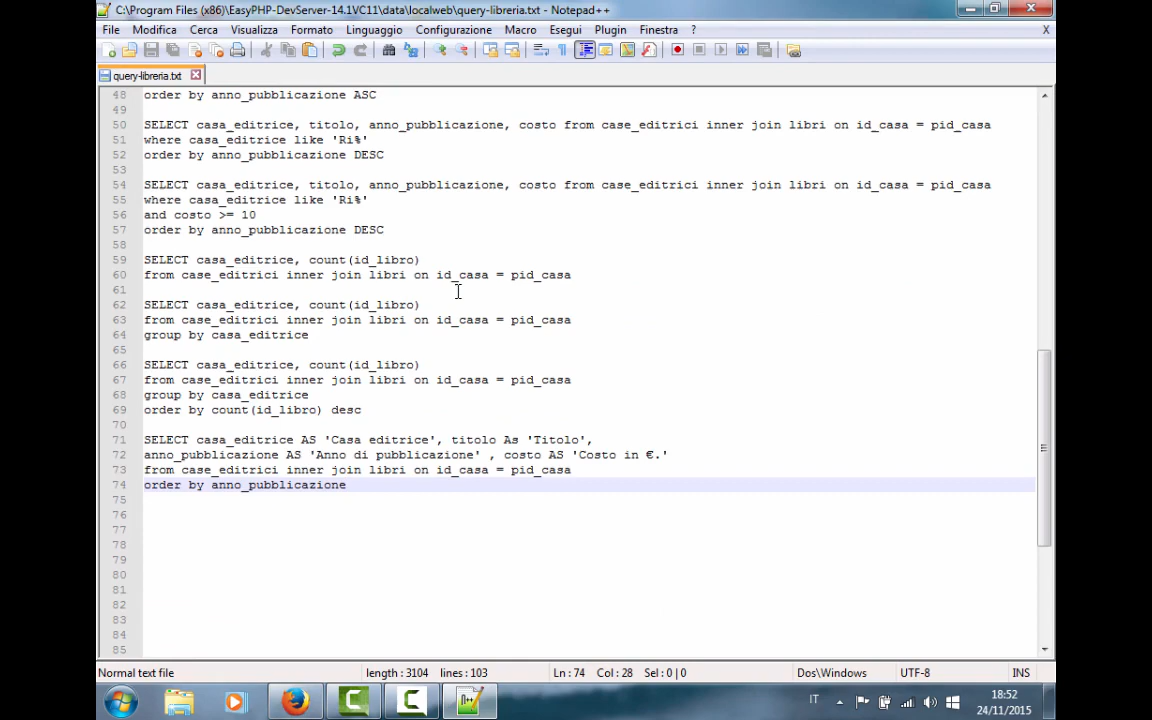 C:\Program Files (x86)\EasyPHP-DevServer-14.1VC11\data\localweb\query-libreria.txt - Notepad++
File Modifica Cerca Visualizza Formato Linguaggio Configurazione Macro Esegui Plugin Finestra ? X
query-libreria.txt
48 order by anno_pubblicazione ASC
49
50 SELECT casa_editrice, titolo, anno_pubblicazione, costo from case_editrici inner join libri on id_casa = pid_casa
51 where casa_editrice like 'Ri%'
52 order by anno_pubblicazione DESC
53
54 SELECT casa_editrice, titolo, anno_pubblicazione, costo from case_editrici inner join libri on id_casa = pid_casa
55 where casa_editrice like 'Ri%'
56 and costo >= 10
57 order by anno_pubblicazione DESC
58
59 SELECT casa_editrice, count(id_libro)
60 from case_editrici inner join libri on id_casa = pid_casa
61
62 SELECT casa_editrice, count(id_libro)
63 from case_editrici inner join libri on id_casa = pid_casa
64 group by casa_editrice
65
66 SELECT casa_editrice, count(id_libro)
67 from case_editrici inner join libri on id_casa = pid_casa
68 group by casa_editrice
69 order by count(id_libro) desc
70
71 SELECT casa_editrice AS 'Casa editrice', titolo As 'Titolo',
72 anno_pubblicazione AS 'Anno di pubblicazione' , costo AS 'Costo in €.'
73 from case_editrici inner join libri on id_casa = pid_casa
74 order by anno_pubblicazione
75
76
77
78
79
80
81
82
83
84
85
Normal text file length : 3104 lines : 103 Ln : 74 Col : 28 Sel : 0 | 0 Dos\Windows UTF-8 INS
IT 18:52
24/11/2015